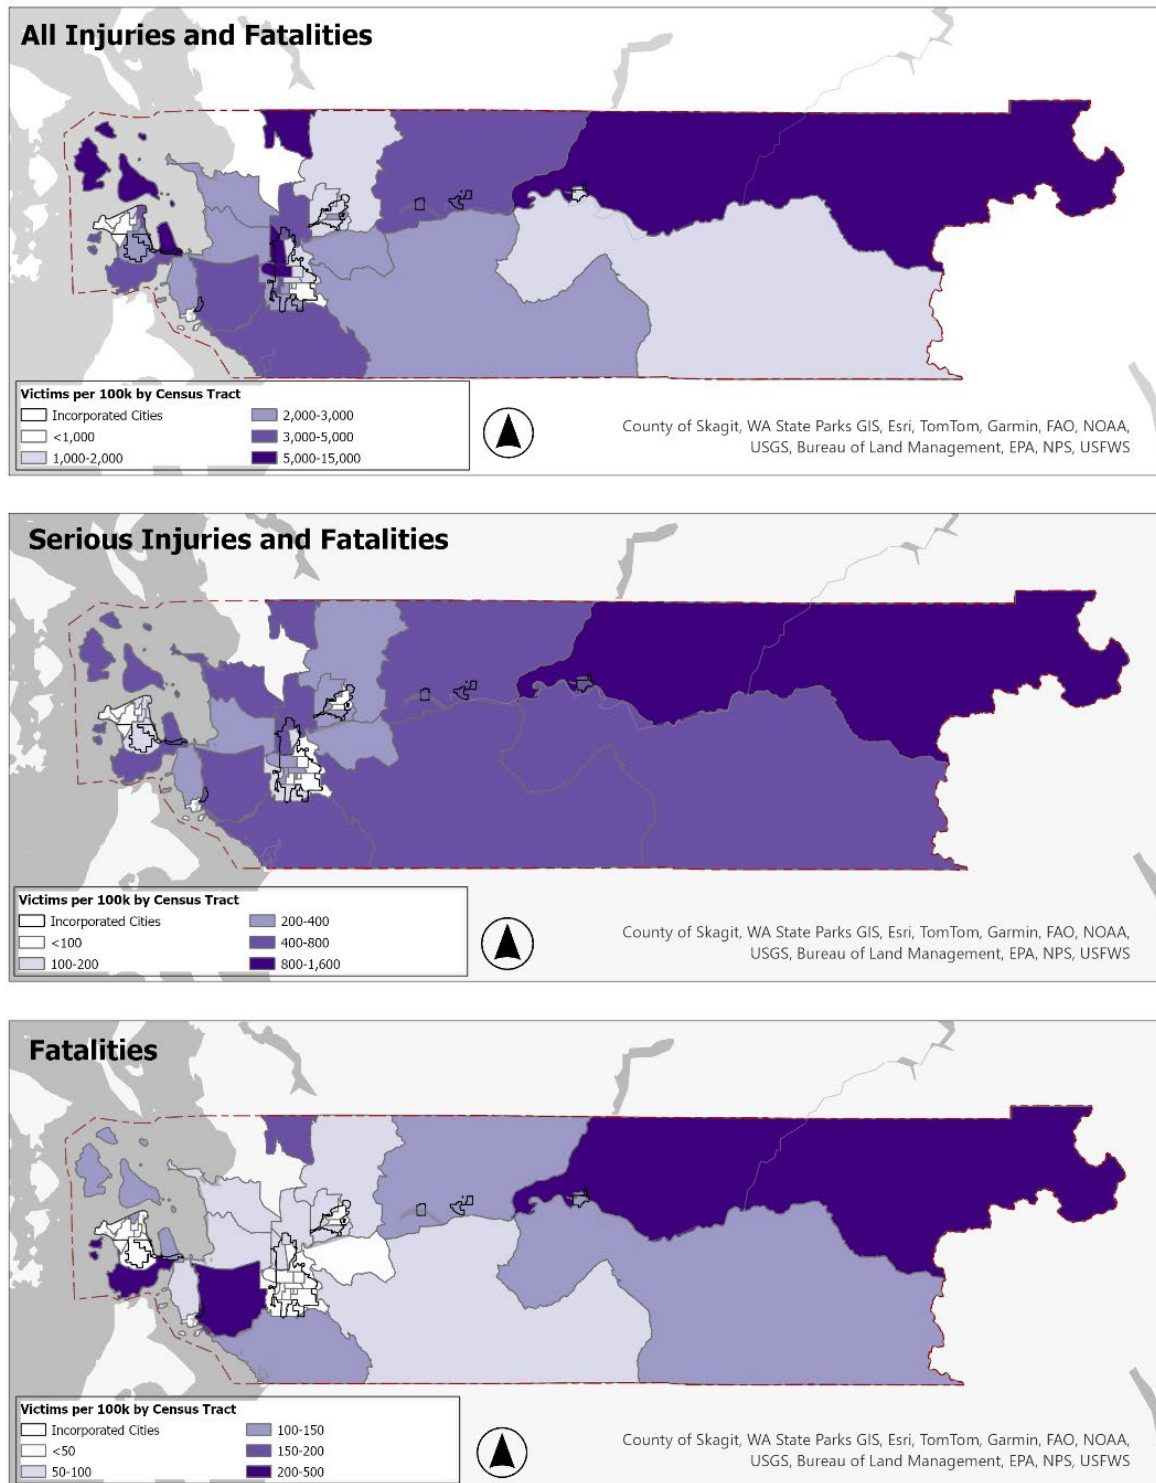 All Injuries and Fatalities
Victims per 100k by Census Tract
Incorporated Cities
<1,000
1,000-2,000
2,000-3,000
3,000-5,000
5,000-15,000
County of Skagit, WA State Parks GIS, Esri, TomTom, Garmin, FAO, NOAA,
USGS, Bureau of Land Management, EPA, NPS, USFWS
Serious Injuries and Fatalities
Victims per 100k by Census Tract
Incorporated Cities
<100
100-200
200-400
400-800
800-1,600
County of Skagit, WA State Parks GIS, Esri, TomTom, Garmin, FAO, NOAA,
USGS, Bureau of Land Management, EPA, NPS, USFWS
Fatalities
Victims per 100k by Census Tract
Incorporated Cities
<50
50-100
100-150
150-200
200-500
County of Skagit, WA State Parks GIS, Esri, TomTom, Garmin, FAO, NOAA,
USGS, Bureau of Land Management, EPA, NPS, USFWS